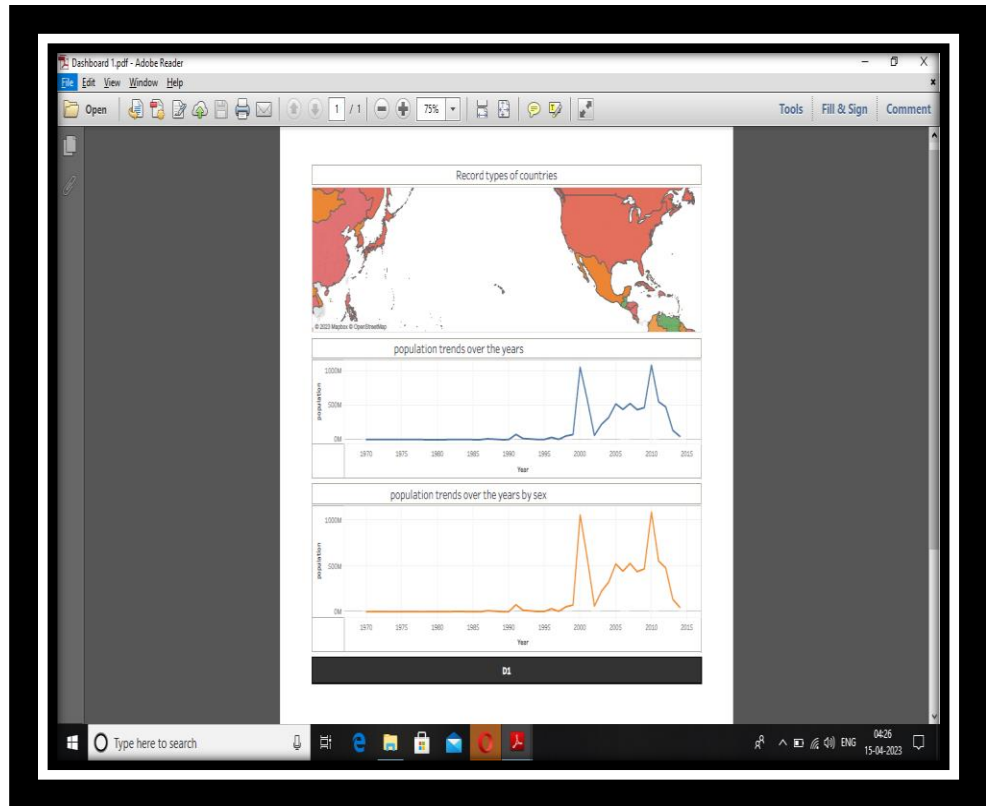 Dashboard 1.pdf - Adobe Reader
File Edit View Window Help
Open 1 / 1 75% Tools Fill & Sign Comment
Record types of countries
© 2023 Mapbox © OpenStreetMap
population trends over the years
population
1000M
500M
0M
1970 1975 1980 1985 1990 1995 2000 2005 2010 2015
Year
population trends over the years by sex
population
1000M
500M
0M
1970 1975 1980 1985 1990 1995 2000 2005 2010 2015
Year
D1
Type here to search ENG 04:26
15-04-2023